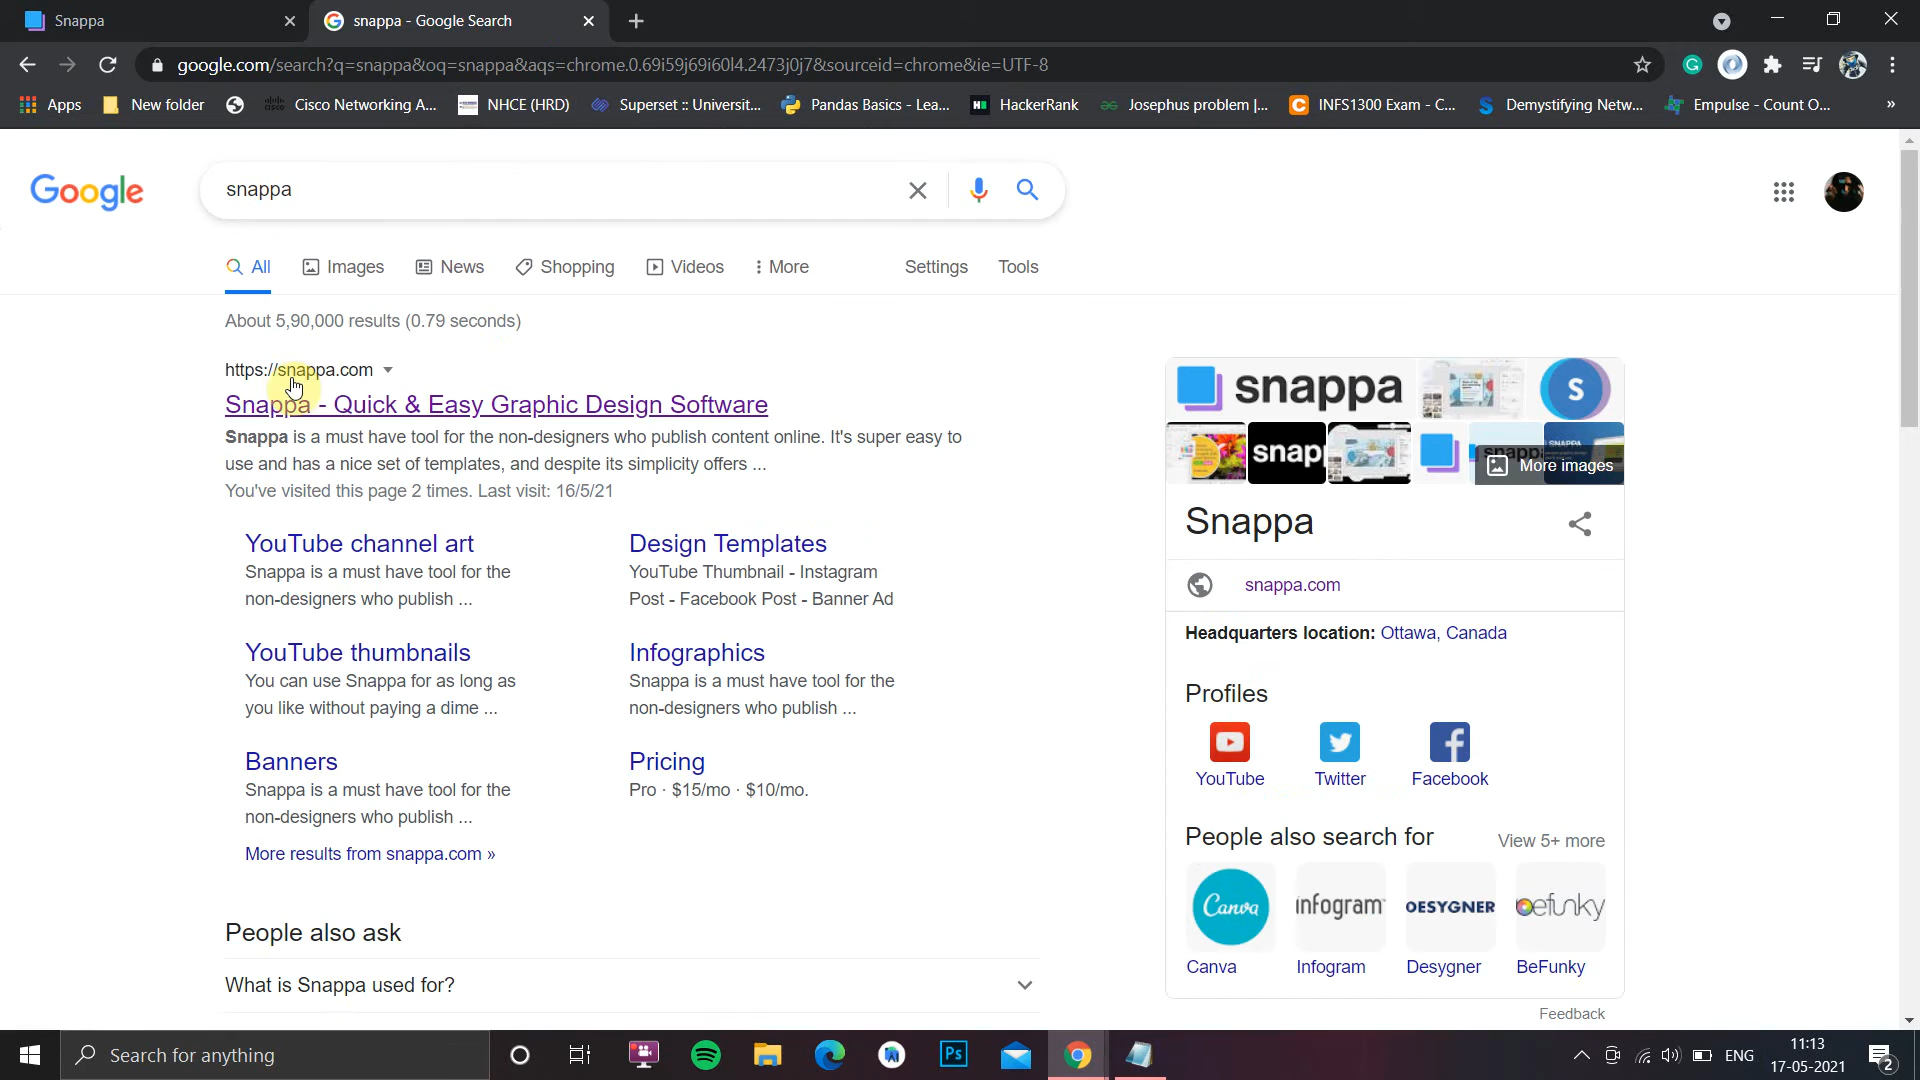 Snappa
snappa - Google Search
google.com/search?q=snappa&oq=snappa&aqs=chrome.0.69i59j69i60l4.2473j0j7&sourceid=chrome&ie=UTF-8
Apps
New folder
Cisco Networking A...
NHCE (HRD)
Superset :: Universit...
Pandas Basics - Lea...
HackerRank
Josephus problem |...
INFS1300 Exam - C...
Demystifying Netw...
Empulse - Count O...
»
Google
snappa
All
Images
News
Shopping
Videos
More
Settings
Tools
About 5,90,000 results (0.79 seconds)
https://snappa.com
Snappa - Quick & Easy Graphic Design Software
Snappa is a must have tool for the non-designers who publish content online. It's super easy to
use and has a nice set of templates, and despite its simplicity offers ...
You've visited this page 2 times. Last visit: 16/5/21
YouTube channel art
Snappa is a must have tool for the
non-designers who publish ...
Design Templates
YouTube Thumbnail - Instagram
Post - Facebook Post - Banner Ad
YouTube thumbnails
You can use Snappa for as long as
you like without paying a dime ...
Infographics
Snappa is a must have tool for the
non-designers who publish ...
Banners
Snappa is a must have tool for the
non-designers who publish ...
Pricing
Pro · $15/mo · $10/mo.
More results from snappa.com »
People also ask
What is Snappa used for?
snappa
S
snap
More images
Snappa
snappa.com
Headquarters location: Ottawa, Canada
Profiles
YouTube
Twitter
Facebook
People also search for
View 5+ more
Canva
infogram
DESYGNER
befunky
Canva
Infogram
Desygner
BeFunky
Feedback
Search for anything
Ps
ENG
11:13
17-05-2021
2